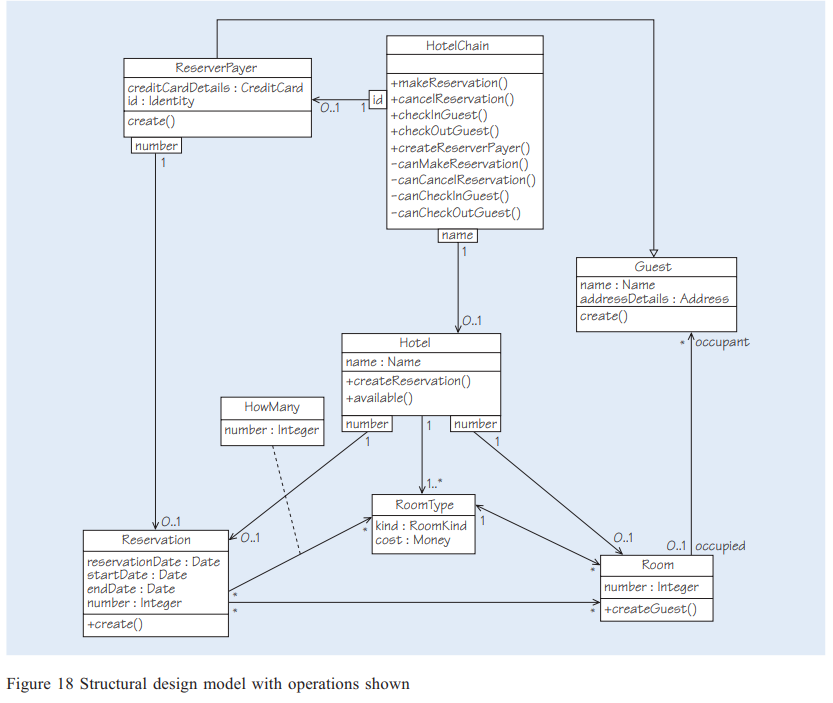 HotelChain
+makeReservation()
+cancelReservation()
+checkInGuest()
+checkOutGuest()
+createReserverPayer()
-canMakeReservation()
-canCancelReservation()
-canCheckInGuest()
-canCheckOutGuest()
name
1
ReserverPayer
creditCardDetails : CreditCard
id : Identity
create()
number
1
0..1
1
id
Guest
name : Name
addressDetails : Address
create()
* occupant
0..1
Hotel
name : Name
+createReservation()
+available()
number
number
1
1
1
HowMany
number : Integer
1..*
RoomType
kind : RoomKind
cost : Money
*
1
0..1
0..1
0..1
0..1 occupied
Reservation
reservationDate : Date
startDate : Date
endDate : Date
number : Integer
+create()
*
*
*
*
Room
number : Integer
+createGuest()
Figure 18 Structural design model with operations shown